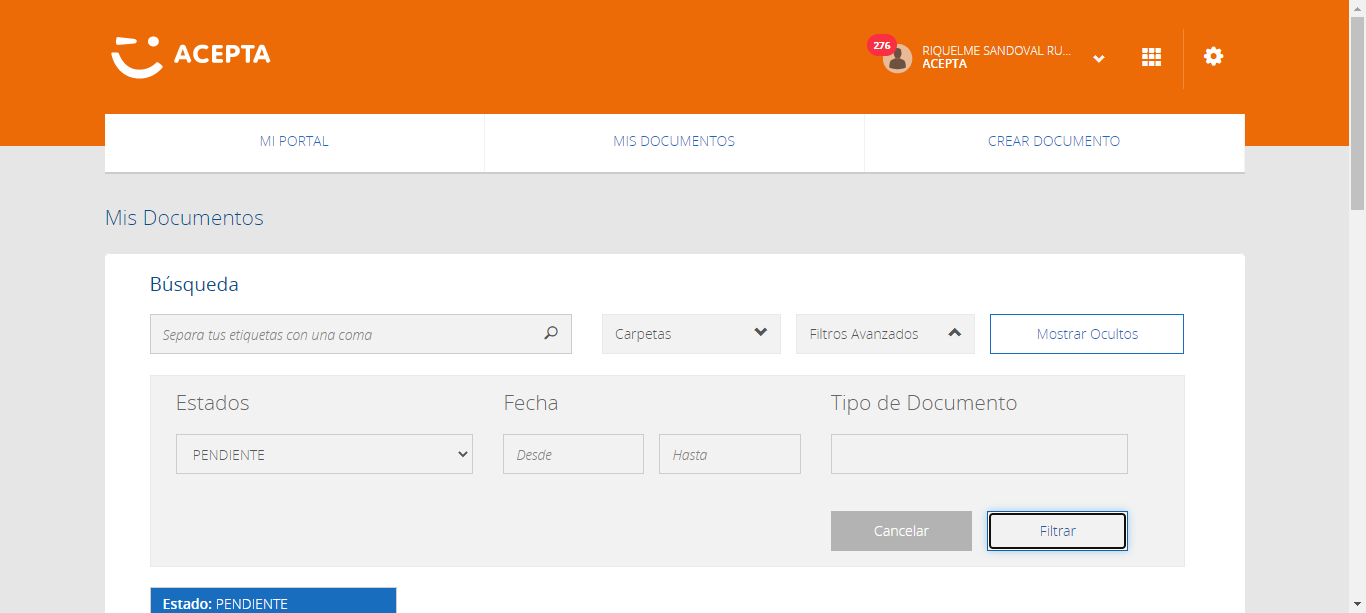 ACEPTA
276
RIQUELME SANDOVAL RU...
ACEPTA
MI PORTAL
MIS DOCUMENTOS
CREAR DOCUMENTO
Mis Documentos
Búsqueda
Separa tus etiquetas con una coma
Carpetas
Filtros Avanzados
Mostrar Ocultos
Estados
Fecha
Tipo de Documento
PENDIENTE
Desde
Hasta
Cancelar
Filtrar
Estado: PENDIENTE